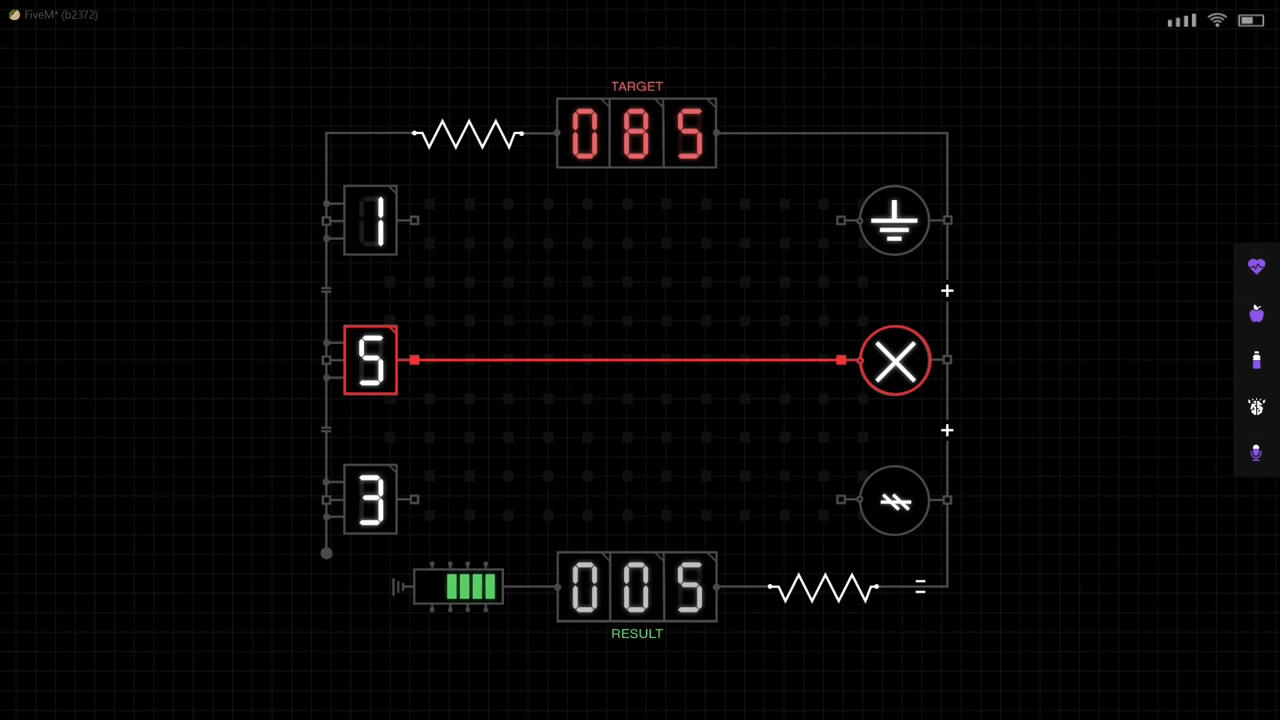 FiveM* (b2372)
TARGET
085
1
+
5
+
3
=
005
RESULT